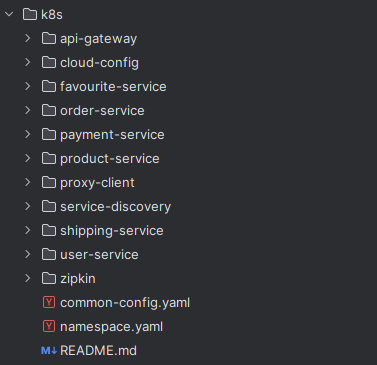 k8s
api-gateway
cloud-config
favourite-service
order-service
payment-service
product-service
proxy-client
service-discovery
shipping-service
user-service
zipkin
Y common-config.yaml
Y namespace.yaml
M↓ README.md